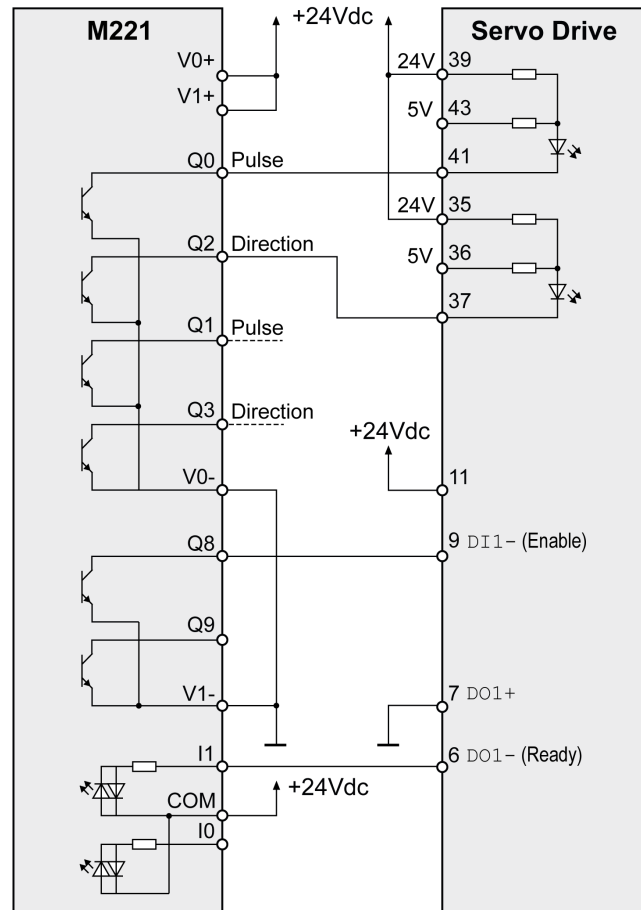 M221
+24Vdc
Servo Drive
V0+
V1+
24V 39
5V 43
Q0 Pulse
41
24V 35
Q2 Direction
5V 36
37
Q1 Pulse
Q3 Direction
+24Vdc
V0-
11
Q8
9 DI1- (Enable)
Q9
V1-
7 DO1+
I1
6 DO1- (Ready)
COM
+24Vdc
I0